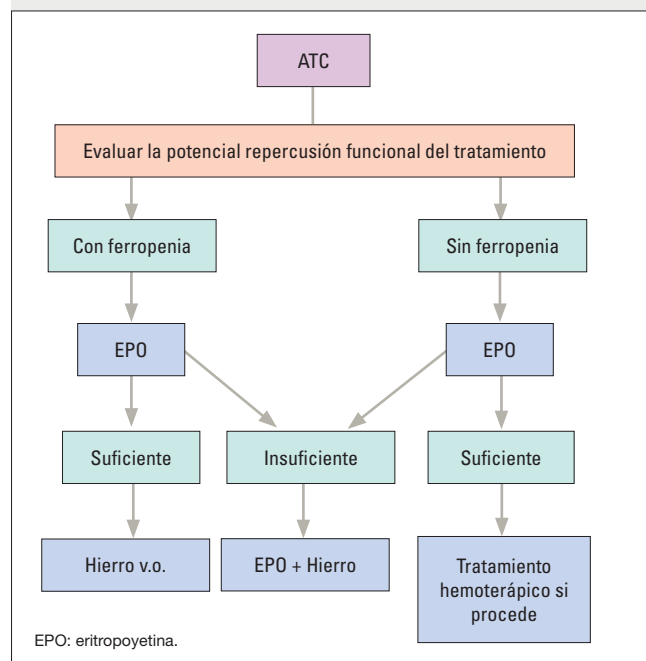 ATC
Evaluar la potencial repercusión funcional del tratamiento
Con ferropenia
Sin ferropenia
EPO
EPO
Suficiente
Insuficiente
Suficiente
Hierro v.o.
EPO + Hierro
Tratamiento
hemoterápico si
procede
EPO: eritropoyetina.